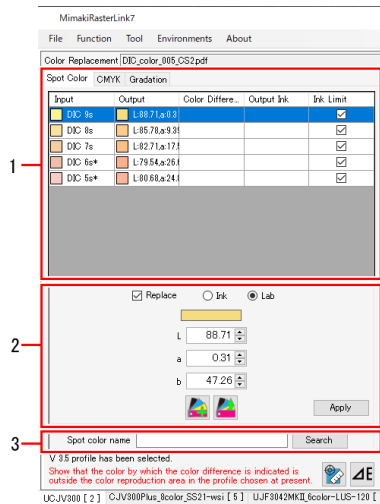 MimakiRasterLink7
File Function Tool Environments About
Color Replacement DIC_color_005_CS2.pdf
Spot Color CMYK Gradation
Input Output Color Differe... Output Ink Ink Limit
DIC 9s L:88.71,a:0.3
DIC 8s L:85.78,a:9.3
DIC 7s L:82.71,a:17.
1
DIC 6s* L:79.54,a:26.
DIC 5s* L:80.68,a:24.
Replace Ink Lab
L 88.71
2
a 0.31
b 47.26
Apply
3
Spot color name Search
V 3.5 profile has been selected.
Show that the color by which the color difference is indicated is
outside the color reproduction area in the profile chosen at present.
⊿E
UCJV300 [ 2 ] CJV300Plus_8color_SS21-wsi [ 5 ] UJF3042MKII_6color-LUS-120 [